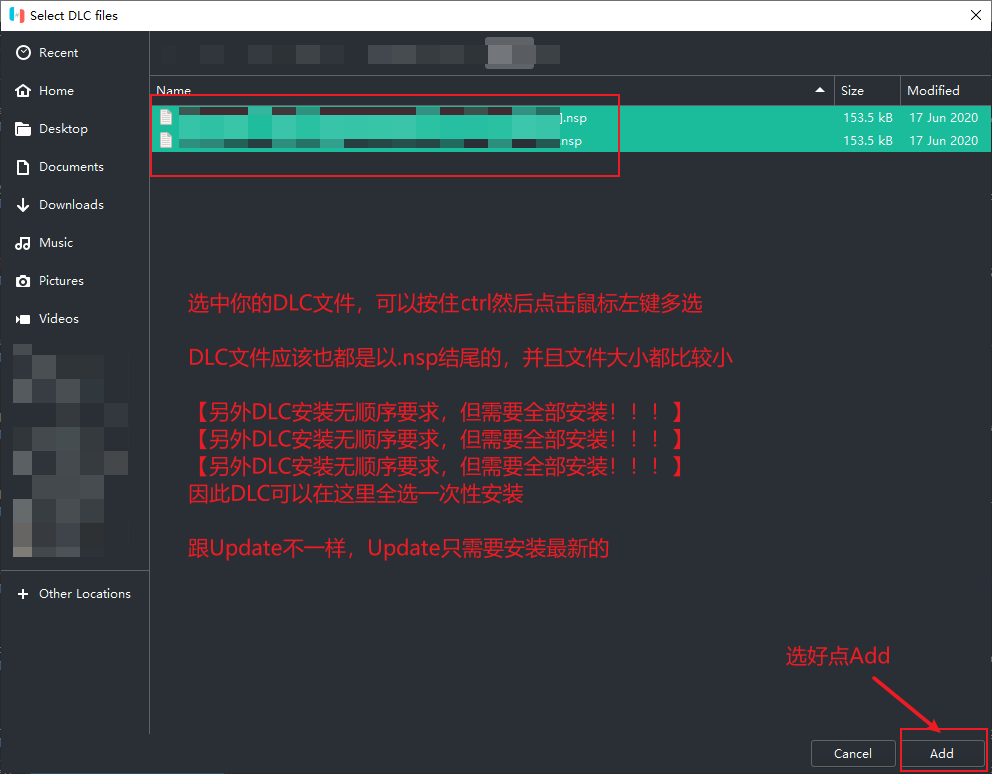 Select DLC files
Recent
Home
Desktop
Documents
Downloads
Music
Pictures
Videos
Other Locations
Name Size Modified
].nsp 153.5 kB 17 Jun 2020
.nsp 153.5 kB 17 Jun 2020
选中你的DLC文件，可以按住ctrl然后点击鼠标左键多选
DLC文件应该也都是以.nsp结尾的，并且文件大小都比较小
【另外DLC安装无顺序要求，但需要全部安装！！！】
【另外DLC安装无顺序要求，但需要全部安装！！！】
【另外DLC安装无顺序要求，但需要全部安装！！！】
因此DLC可以在这里全选一次性安装
跟Update不一样，Update只需要安装最新的
选好点Add
Cancel Add